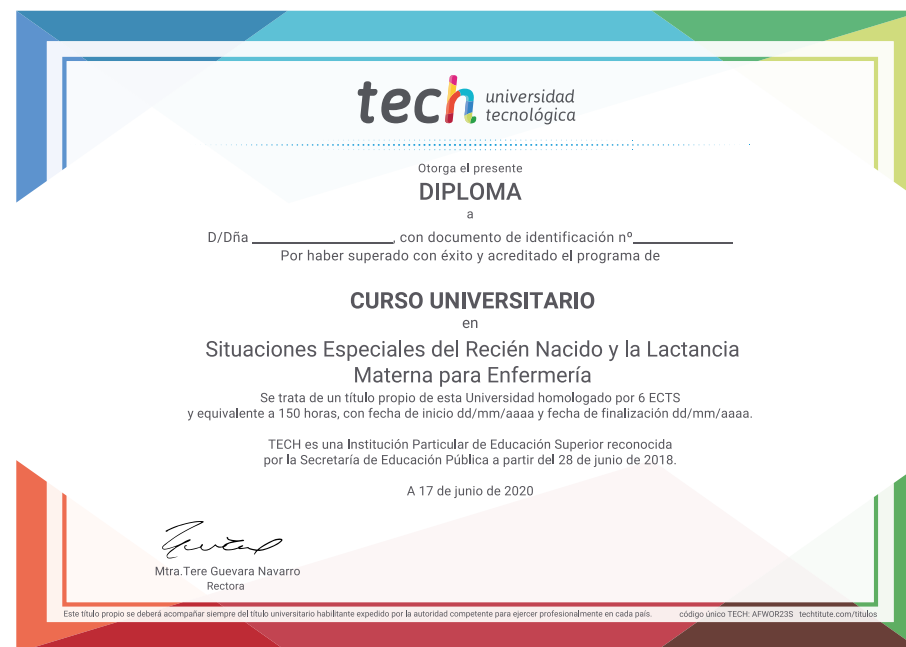 tech universidad
tecnológica
Otorga el presente
DIPLOMA
a
D/Dña ____________________, con documento de identificación nº______________
Por haber superado con éxito y acreditado el programa de
CURSO UNIVERSITARIO
en
Situaciones Especiales del Recién Nacido y la Lactancia
Materna para Enfermería
Se trata de un título propio de esta Universidad homologado por 6 ECTS
y equivalente a 150 horas, con fecha de inicio dd/mm/aaaa y fecha de finalización dd/mm/aaaa.
TECH es una Institución Particular de Educación Superior reconocida
por la Secretaría de Educación Pública a partir del 28 de junio de 2018.
A 17 de junio de 2020
Mtra.Tere Guevara Navarro
Rectora
Este título propio se deberá acompañar siempre del título universitario habilitante expedido por la autoridad competente para ejercer profesionalmente en cada país. código único TECH: AFWOR23S techtitute.com/titulos